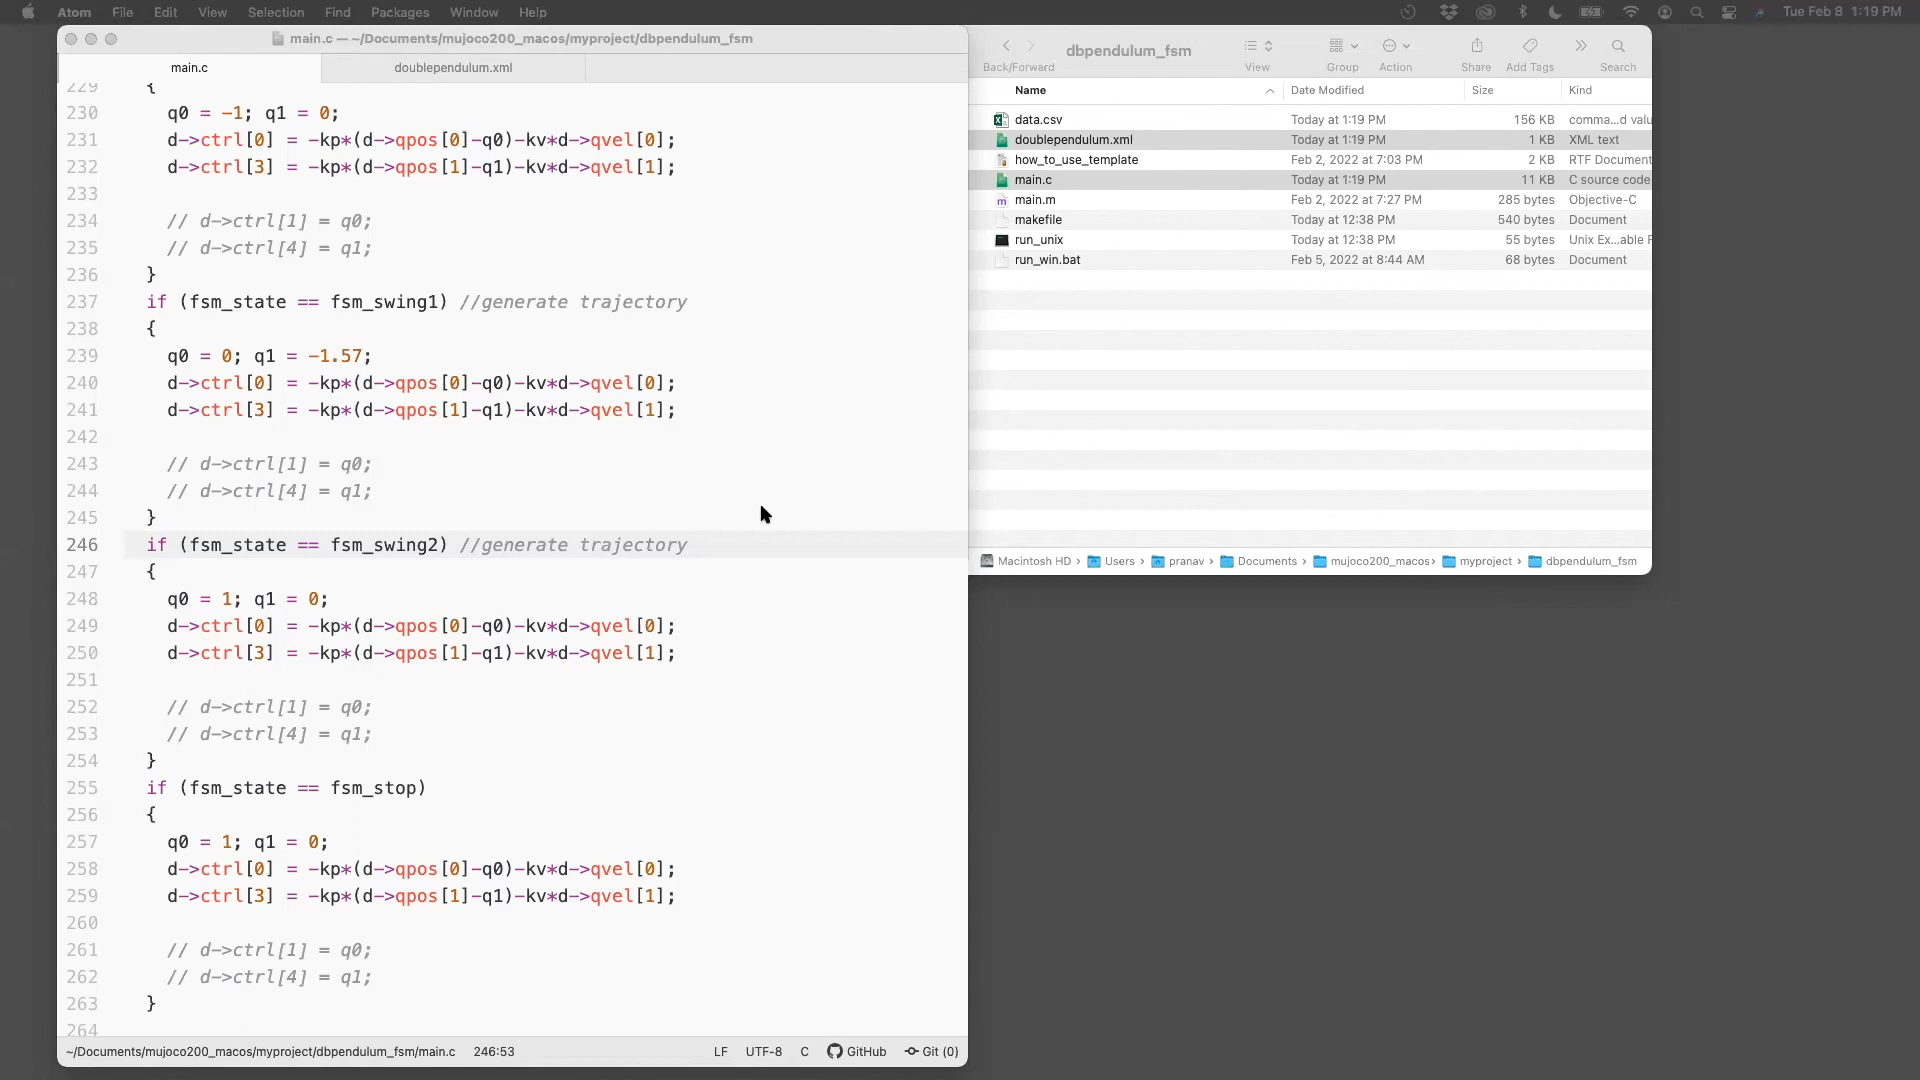 Atom File Edit View Selection Find Packages Window Help Tue Feb 8 1:19 PM
main.c — ~/Documents/mujoco200_macos/myproject/dbpendulum_fsm
main.c doublependulum.xml
229 {
230 q0 = -1; q1 = 0;
231 d->ctrl[0] = -kp*(d->qpos[0]-q0)-kv*d->qvel[0];
232 d->ctrl[3] = -kp*(d->qpos[1]-q1)-kv*d->qvel[1];
233
234 // d->ctrl[1] = q0;
235 // d->ctrl[4] = q1;
236 }
237 if (fsm_state == fsm_swing1) //generate trajectory
238 {
239 q0 = 0; q1 = -1.57;
240 d->ctrl[0] = -kp*(d->qpos[0]-q0)-kv*d->qvel[0];
241 d->ctrl[3] = -kp*(d->qpos[1]-q1)-kv*d->qvel[1];
242
243 // d->ctrl[1] = q0;
244 // d->ctrl[4] = q1;
245 }
246 if (fsm_state == fsm_swing2) //generate trajectory
247 {
248 q0 = 1; q1 = 0;
249 d->ctrl[0] = -kp*(d->qpos[0]-q0)-kv*d->qvel[0];
250 d->ctrl[3] = -kp*(d->qpos[1]-q1)-kv*d->qvel[1];
251
252 // d->ctrl[1] = q0;
253 // d->ctrl[4] = q1;
254 }
255 if (fsm_state == fsm_stop)
256 {
257 q0 = 1; q1 = 0;
258 d->ctrl[0] = -kp*(d->qpos[0]-q0)-kv*d->qvel[0];
259 d->ctrl[3] = -kp*(d->qpos[1]-q1)-kv*d->qvel[1];
260
261 // d->ctrl[1] = q0;
262 // d->ctrl[4] = q1;
263 }
264
~/Documents/mujoco200_macos/myproject/dbpendulum_fsm/main.c 246:53 LF UTF-8 C GitHub Git (0)
dbpendulum_fsm
Back/Forward View Group Action Share Add Tags Search
Name Date Modified Size Kind
data.csv Today at 1:19 PM 156 KB comma...d valu
doublependulum.xml Today at 1:19 PM 1 KB XML text
how_to_use_template Feb 2, 2022 at 7:03 PM 2 KB RTF Document
main.c Today at 1:19 PM 11 KB C source code
main.m Feb 2, 2022 at 7:27 PM 285 bytes Objective-C
makefile Today at 12:38 PM 540 bytes Document
run_unix Today at 12:38 PM 55 bytes Unix Ex...able F
run_win.bat Feb 5, 2022 at 8:44 AM 68 bytes Document
Macintosh HD › Users › pranav › Documents › mujoco200_macos › myproject › dbpendulum_fsm